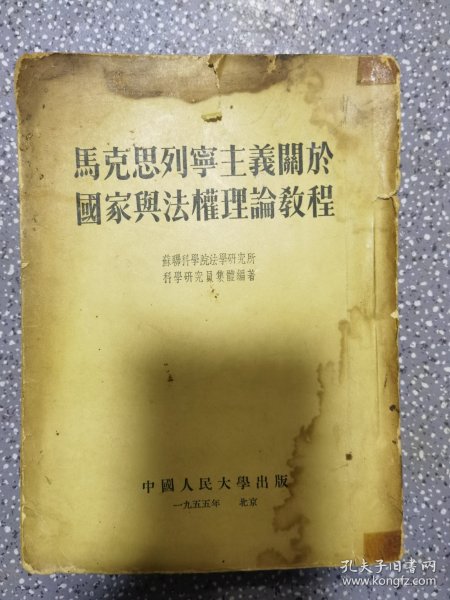 馬克思列寧主義關於
國家與法權理論教程
蘇聯科學院法學研究所
科學研究員集體編著
中國人民大學出版
一九五五年 北京
孔夫子旧书网
www.kongfz.com